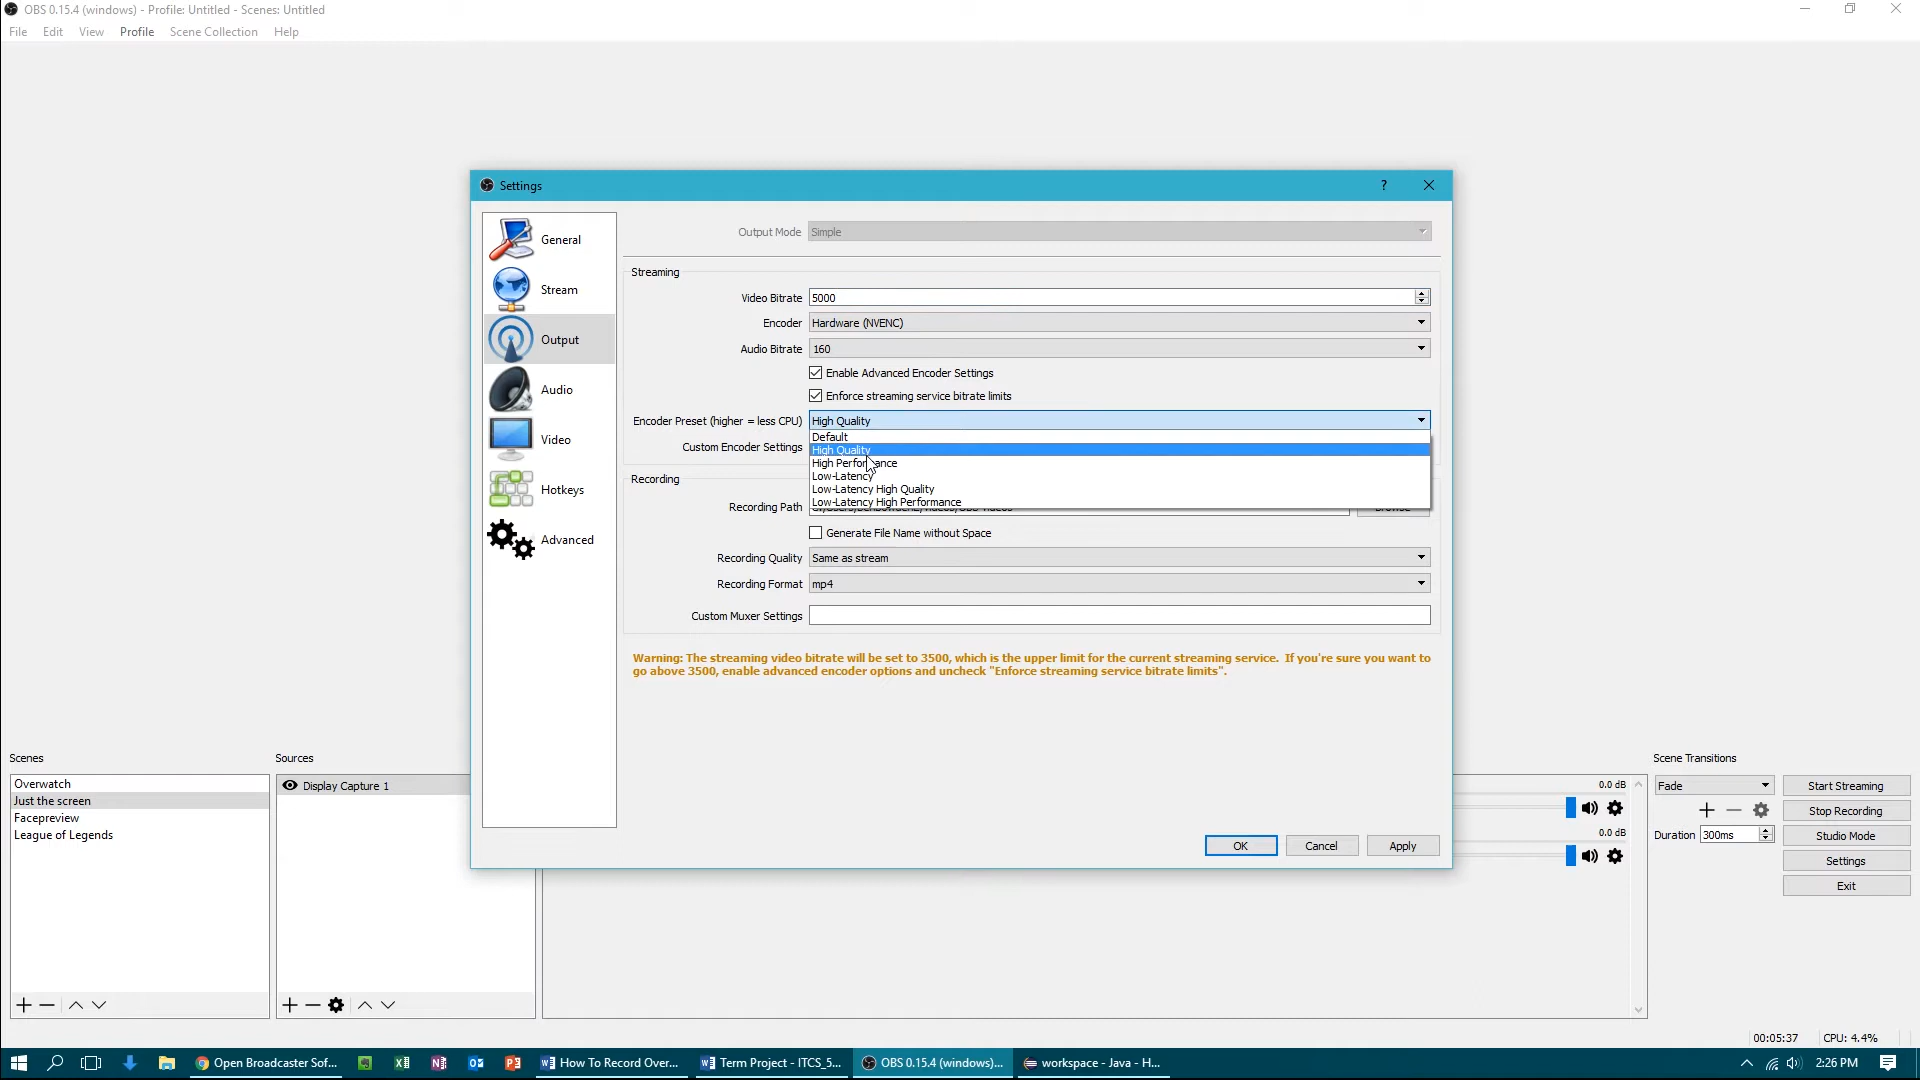 OBS 0.15.4 (windows) - Profile: Untitled - Scenes: Untitled
File Edit View Profile Scene Collection Help
Settings
?
General
Stream
Output
Audio
Video
Hotkeys
Advanced
Output Mode Simple
Streaming
Video Bitrate 5000
Encoder Hardware (NVENC)
Audio Bitrate 160
Enable Advanced Encoder Settings
Enforce streaming service bitrate limits
Encoder Preset (higher = less CPU) High Quality
Default
Custom Encoder Settings
High Quality
High Performance
Low-Latency
Low-Latency High Quality
Low-Latency High Performance
Recording
Recording Path
Generate File Name without Space
Recording Quality Same as stream
Recording Format mp4
Custom Muxer Settings
Warning: The streaming video bitrate will be set to 3500, which is the upper limit for the current streaming service. If you're sure you want to
go above 3500, enable advanced encoder options and uncheck "Enforce streaming service bitrate limits".
OK Cancel Apply
Scenes
Overwatch
Just the screen
Facepreview
League of Legends
Sources
Display Capture 1
0.0 dB
0.0 dB
Scene Transitions
Fade
Duration 300ms
Start Streaming
Stop Recording
Studio Mode
Settings
Exit
00:05:37 CPU: 4.4%
Open Broadcaster Sof...
How To Record Over...
Term Project - ITCS_5...
OBS 0.15.4 (windows)...
workspace - Java - H...
2:26 PM